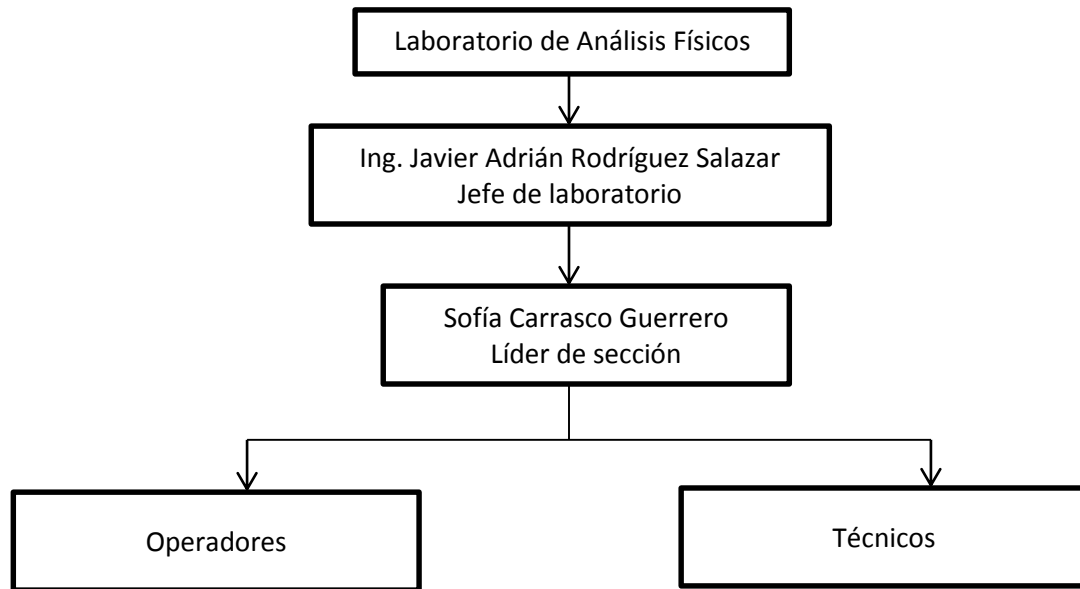 Laboratorio de Análisis Físicos
Ing. Javier Adrián Rodríguez Salazar
Jefe de laboratorio
Sofía Carrasco Guerrero
Líder de sección
Operadores
Técnicos